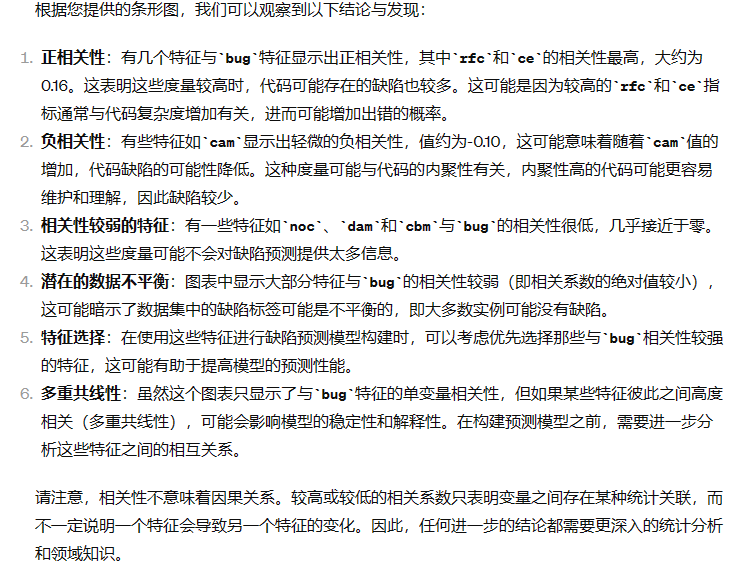 根据您提供的条形图，我们可以观察到以下结论与发现：
1. 正相关性：有几个特征与`bug`特征显示出正相关性，其中`rfc`和`ce`的相关性最高，大约为
0.16。这表明这些度量较高时，代码可能存在的缺陷也较多。这可能是因为较高的`rfc`和`ce`指
标通常与代码复杂度增加有关，进而可能增加出错的概率。
2. 负相关性：有些特征如`cam`显示出轻微的负相关性，值约为-0.10，这可能意味着随着`cam`值的
增加，代码缺陷的可能性降低。这种度量可能与代码的内聚性有关，内聚性高的代码可能更容易
维护和理解，因此缺陷较少。
3. 相关性较弱的特征：有一些特征如`noc`、`dam`和`cbm`与`bug`的相关性很低，几乎接近于零。
这表明这些度量可能不会对缺陷预测提供太多信息。
4. 潜在的数据不平衡：图表中显示大部分特征与`bug`的相关性较弱（即相关系数的绝对值较小），
这可能暗示了数据集中的缺陷标签可能是不平衡的，即大多数实例可能没有缺陷。
5. 特征选择：在使用这些特征进行缺陷预测模型构建时，可以考虑优先选择那些与`bug`相关性较强
的特征，这可能有助于提高模型的预测性能。
6. 多重共线性：虽然这个图表只显示了与`bug`特征的单变量相关性，但如果某些特征彼此之间高度
相关（多重共线性），可能会影响模型的稳定性和解释性。在构建预测模型之前，需要进一步分
析这些特征之间的相互关系。
请注意，相关性不意味着因果关系。较高或较低的相关系数只表明变量之间存在某种统计关联，而
不一定说明一个特征会导致另一个特征的变化。因此，任何进一步的结论都需要更深入的统计分析
和领域知识。